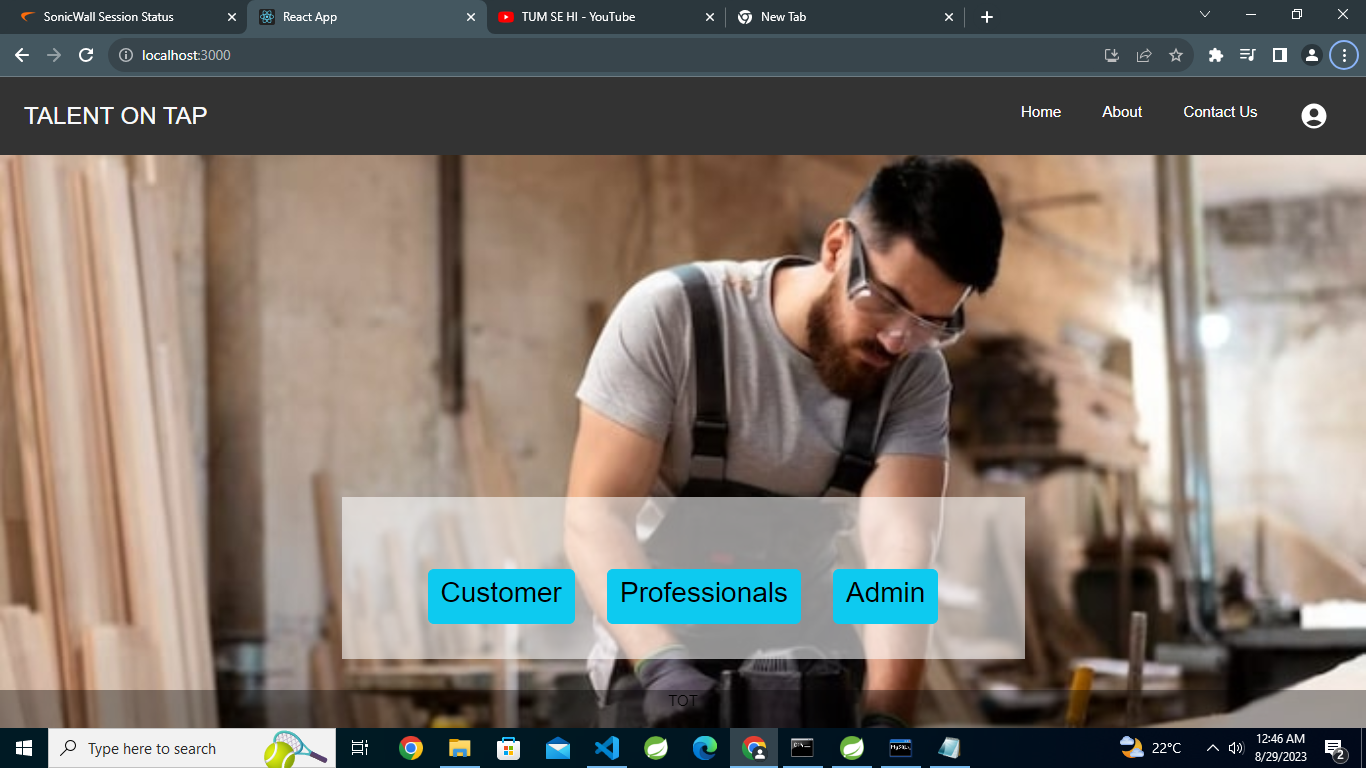 SonicWall Session Status
React App
TUM SE HI - YouTube
New Tab
localhost:3000
TALENT ON TAP
Home
About
Contact Us
Customer
Professionals
Admin
TOT
Type here to search
22°C
12:46 AM
8/29/2023
2